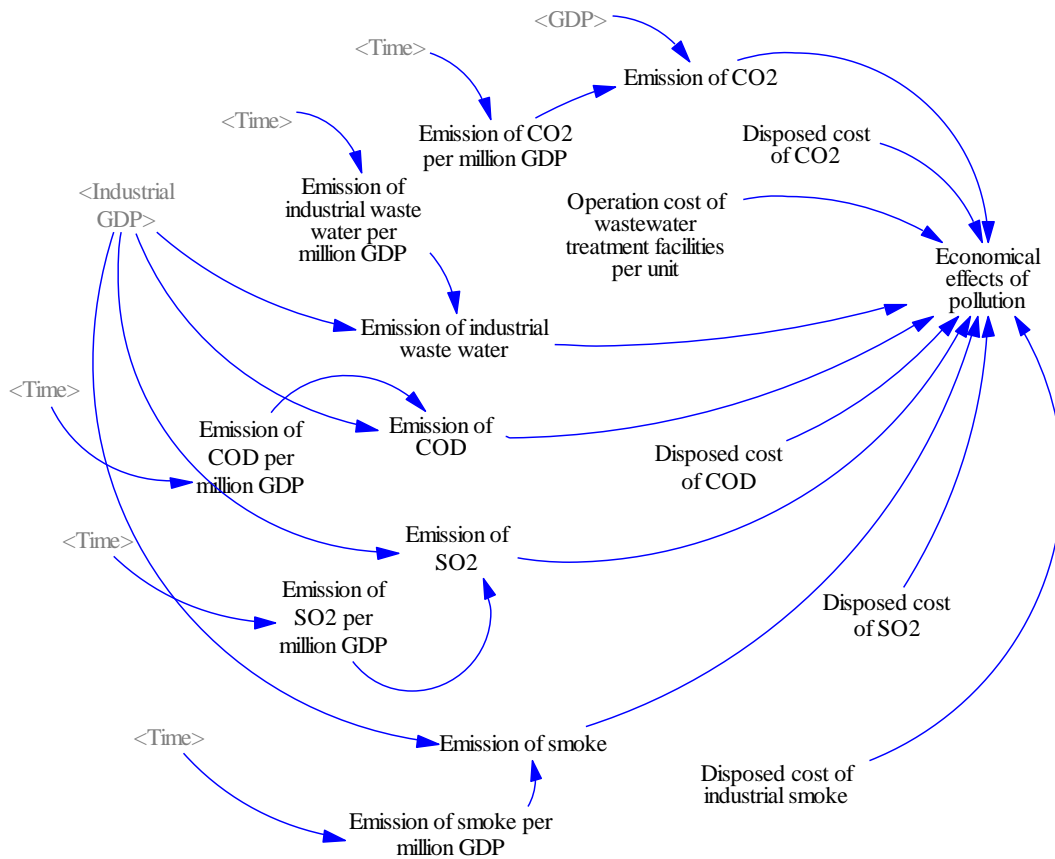 <GDP>
<Time>
Emission of CO2
<Time>
Emission of CO2
per million GDP
Disposed cost
of CO2
<Industrial
GDP>
Emission of
industrial waste
water per
million GDP
Operation cost of
wastewater
treatment facilities
per unit
Economical
effects of
pollution
Emission of industrial
waste water
<Time>
Emission of
COD per
million GDP
Emission of
COD
Disposed cost
of COD
<Time>
Emission of
SO2
Emission of
SO2 per
million GDP
Disposed cost
of SO2
<Time>
Emission of smoke
Disposed cost of
industrial smoke
Emission of smoke per
million GDP